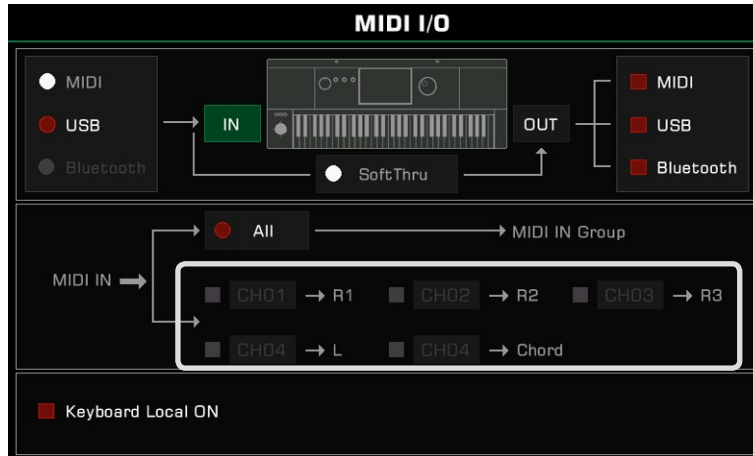 MIDI I/O
MIDI
USB
Bluetooth
IN
OUT
SoftThru
MIDI
USB
Bluetooth
All
MIDI IN Group
MIDI IN
CH01 R1 CH02 R2 CH03 R3
CH04 L CH04 Chord
Keyboard Local ON